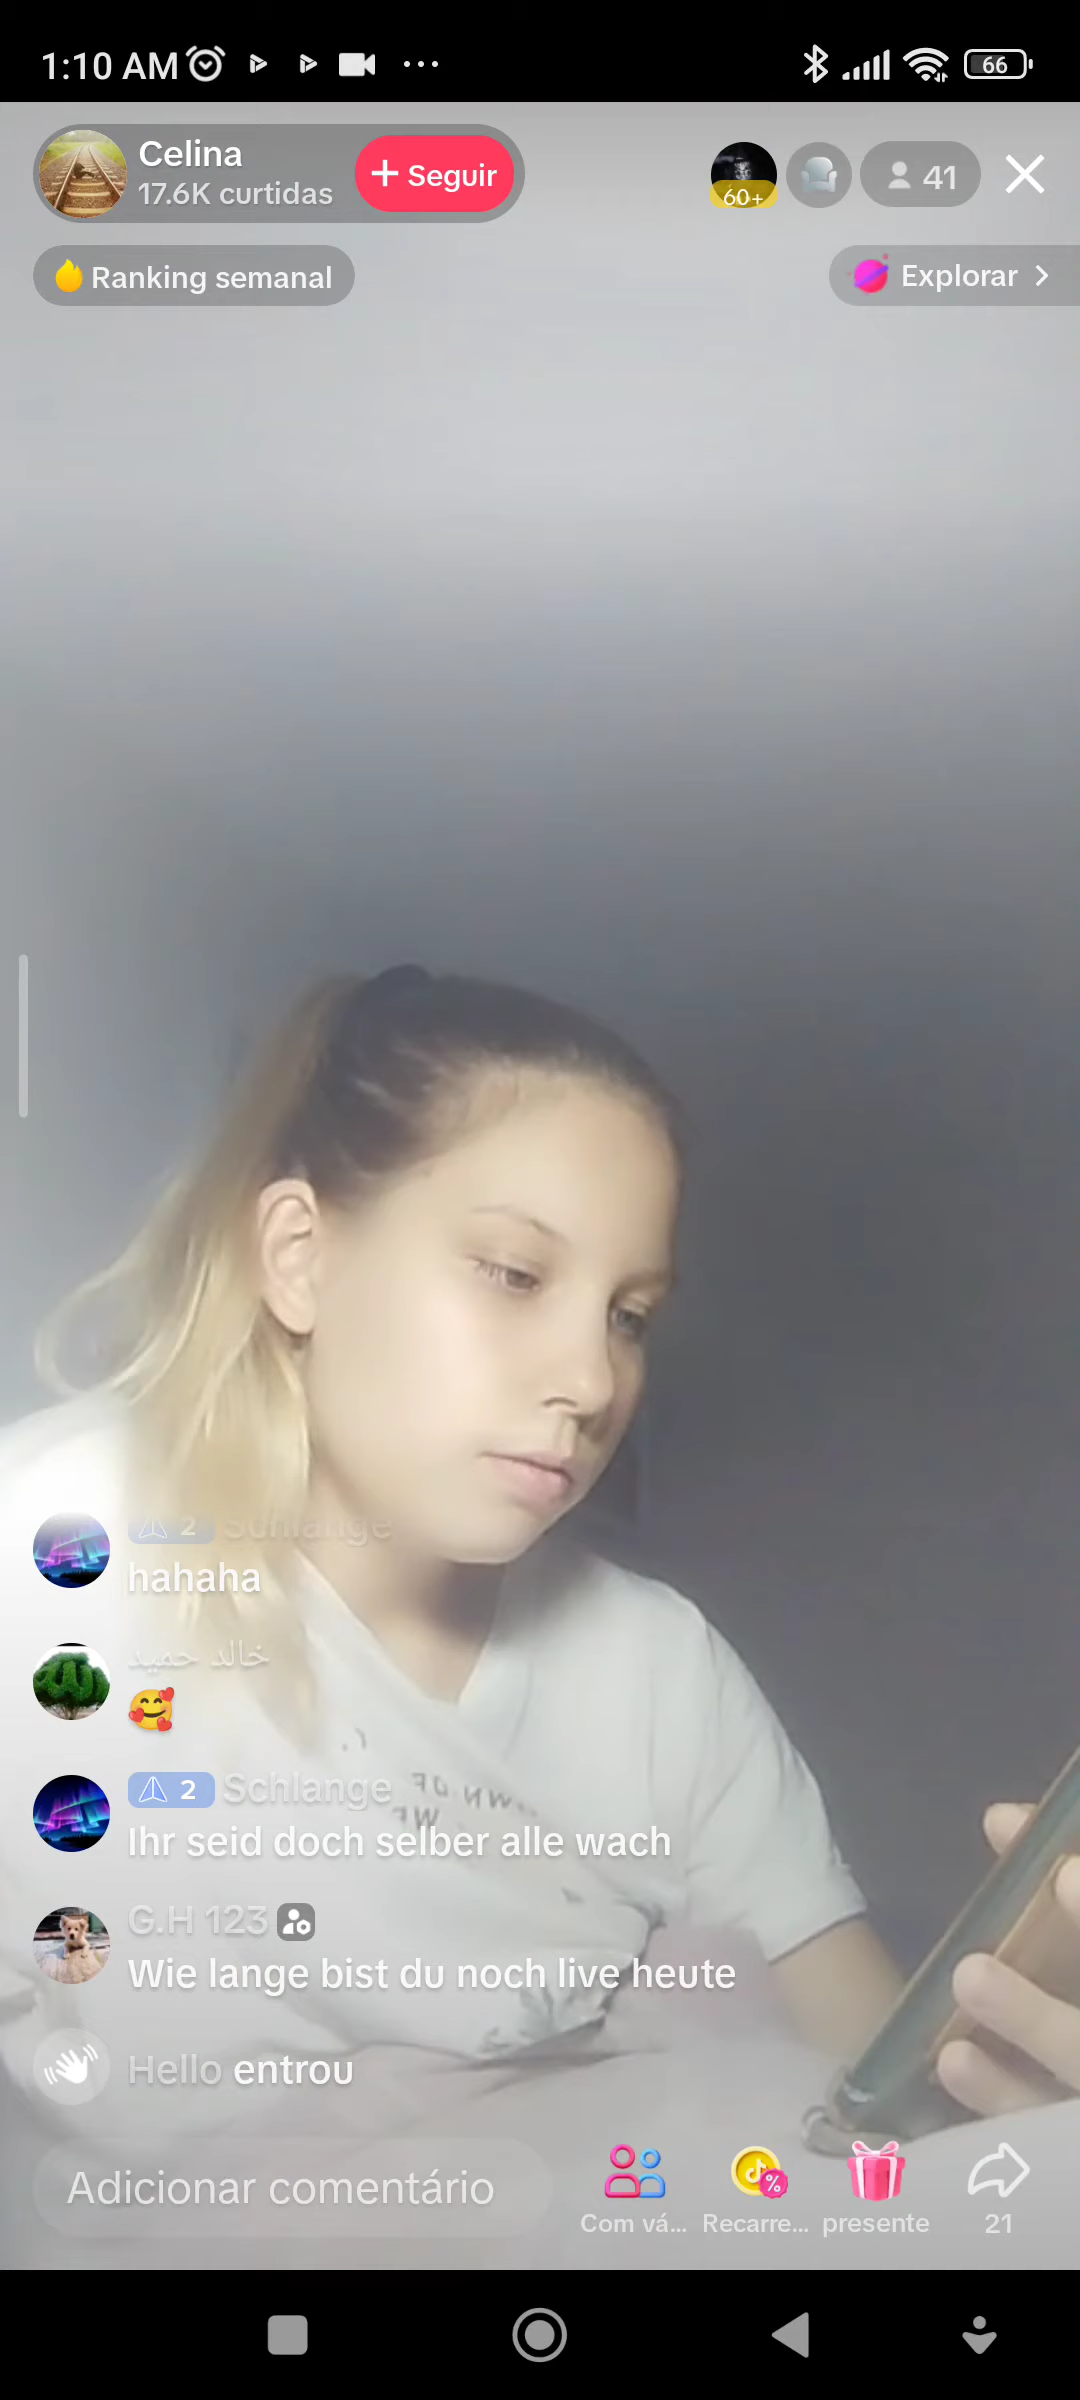 1:10 AM
66
Celina
17.6K curtidas
+ Seguir
60+
41
Ranking semanal
Explorar
2 Schlange
hahaha
خالد حميد
2 Schlange
Ihr seid doch selber alle wach
G.H 123
Wie lange bist du noch live heute
Hello entrou
Adicionar comentário
Com vá...
Recarre...
presente
21